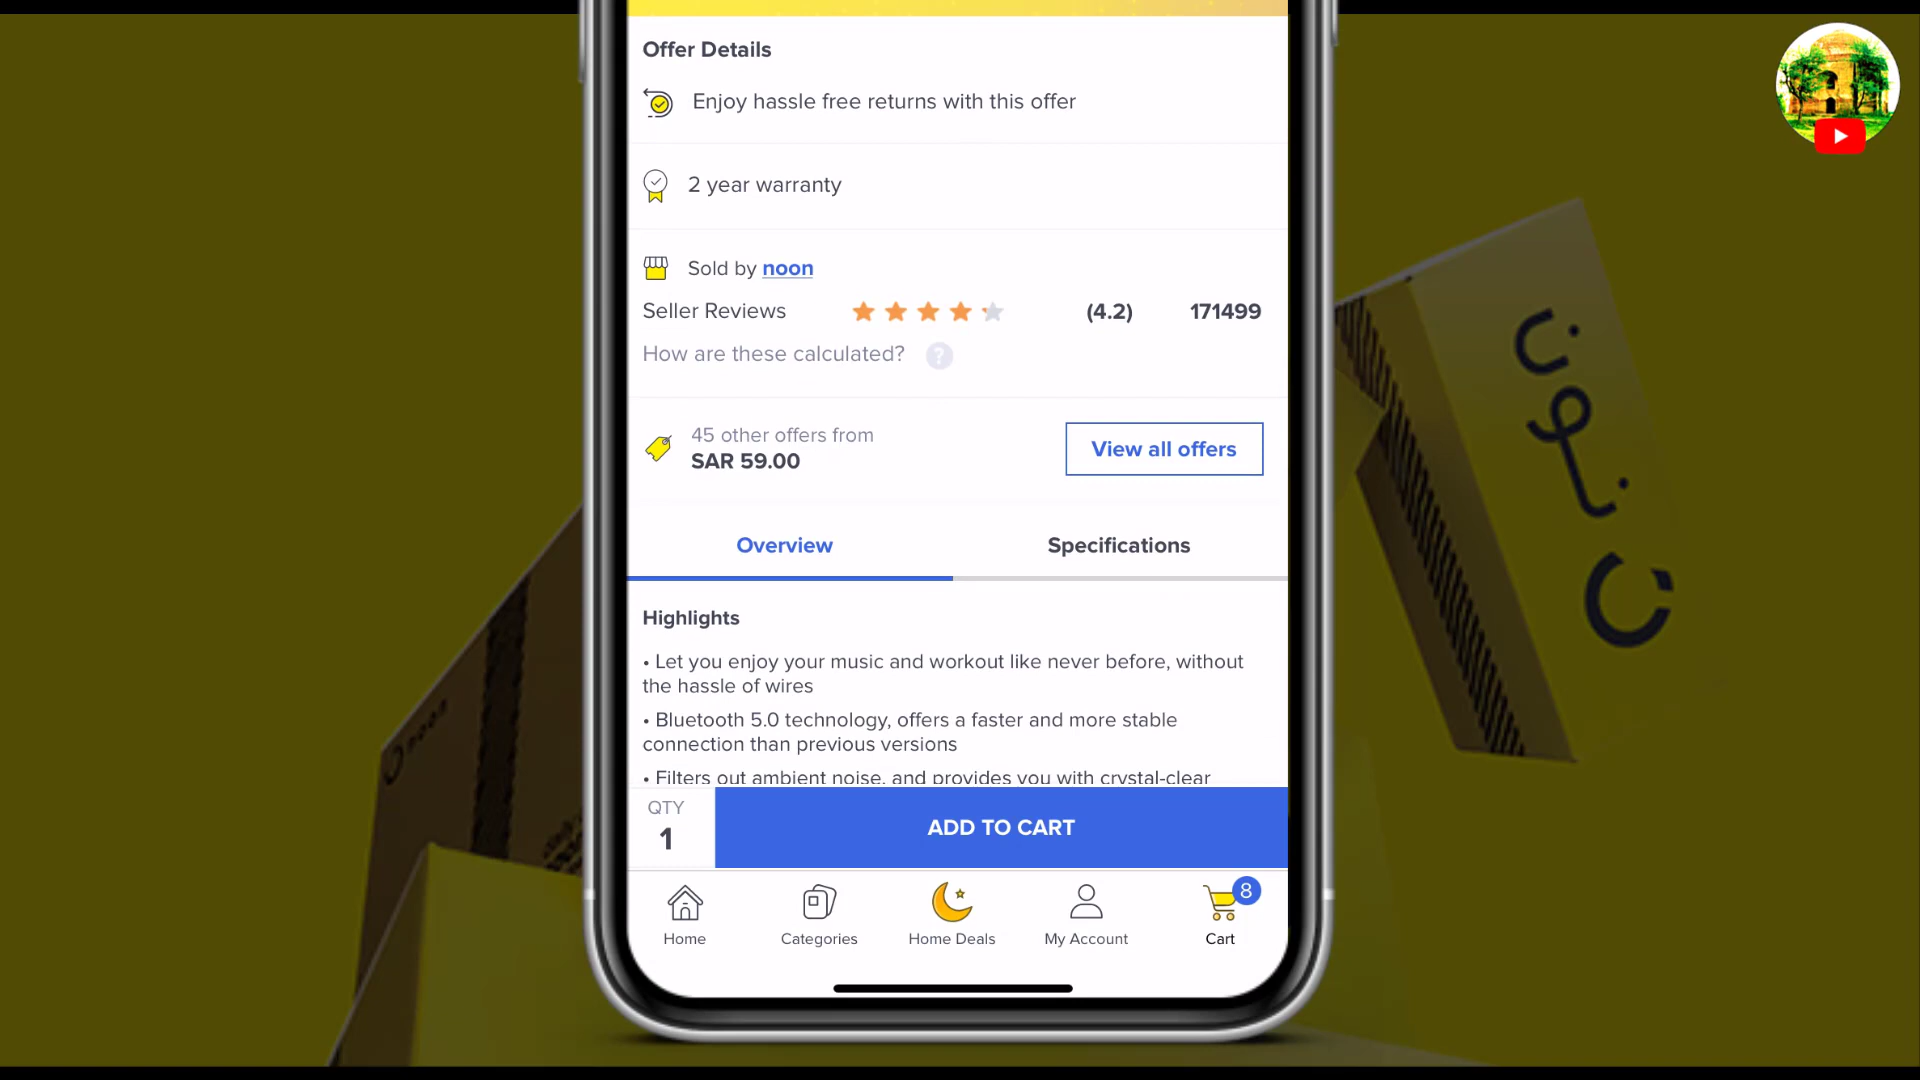 Offer Details
Enjoy hassle free returns with this offer
2 year warranty
Sold by noon
Seller Reviews (4.2) 171499
How are these calculated? ?
45 other offers from
SAR 59.00
View all offers
Overview Specifications
Highlights
• Let you enjoy your music and workout like never before, without
the hassle of wires
• Bluetooth 5.0 technology, offers a faster and more stable
connection than previous versions
• Filters out ambient noise, and provides you with crystal-clear
QTY
1
ADD TO CART
8
Home Categories Home Deals My Account Cart
نون
noon